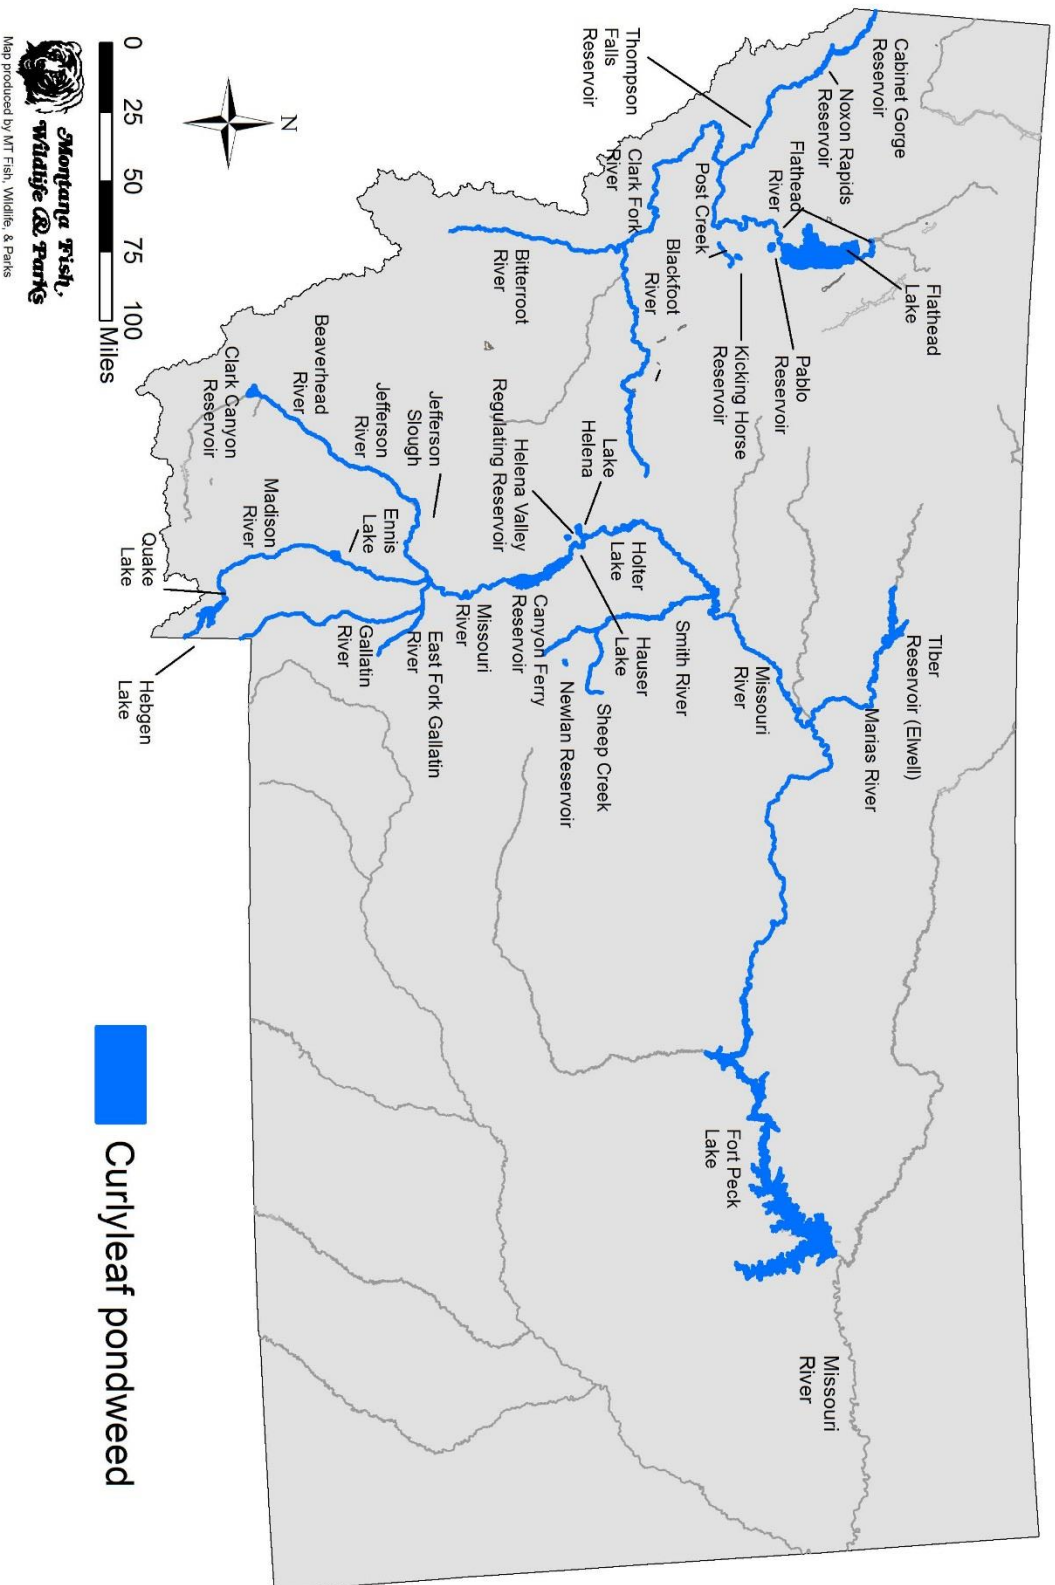 Cabinet Gorge
Reservoir
Noxon Rapids
Reservoir
Thompson
Falls
Reservoir
Flathead
River
Flathead
Lake
Pablo
Reservoir
Post Creek
Kicking Horse
Reservoir
Clark Fork
River
Blackfoot
River
Bitterroot
River
Tiber
Reservoir (Elwell)
Marias River
Missouri
River
Fort Peck
Lake
Missouri
River
Smith River
Holter
Lake
Lake
Helena
Helena Valley
Regulating Reservoir
Hauser
Lake
Sheep Creek
Newlan Reservoir
Canyon Ferry
Reservoir
Missouri
River
Jefferson
Slough
Jefferson
River
Beaverhead
River
Clark Canyon
Reservoir
Ennis
Lake
Madison
River
East Fork Gallatin
River
Gallatin
River
Quake
Lake
Hebgen
Lake
N
0 25 50 75 100
Miles
Curlyleaf pondweed
Montana Fish,
Wildlife & Parks
Map produced by MT Fish, Wildlife, & Parks